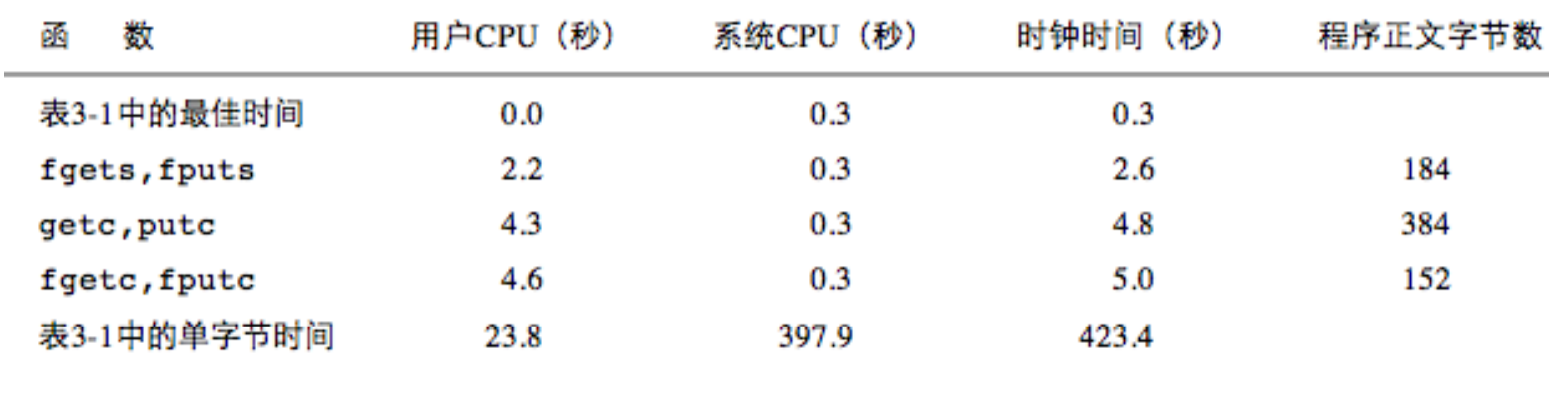 函 数 用户CPU（秒） 系统CPU（秒） 时钟时间（秒） 程序正文字节数
表3-1中的最佳时间 0.0 0.3 0.3
fgets,fputs 2.2 0.3 2.6 184
getc,putc 4.3 0.3 4.8 384
fgetc,fputc 4.6 0.3 5.0 152
表3-1中的单字节时间 23.8 397.9 423.4